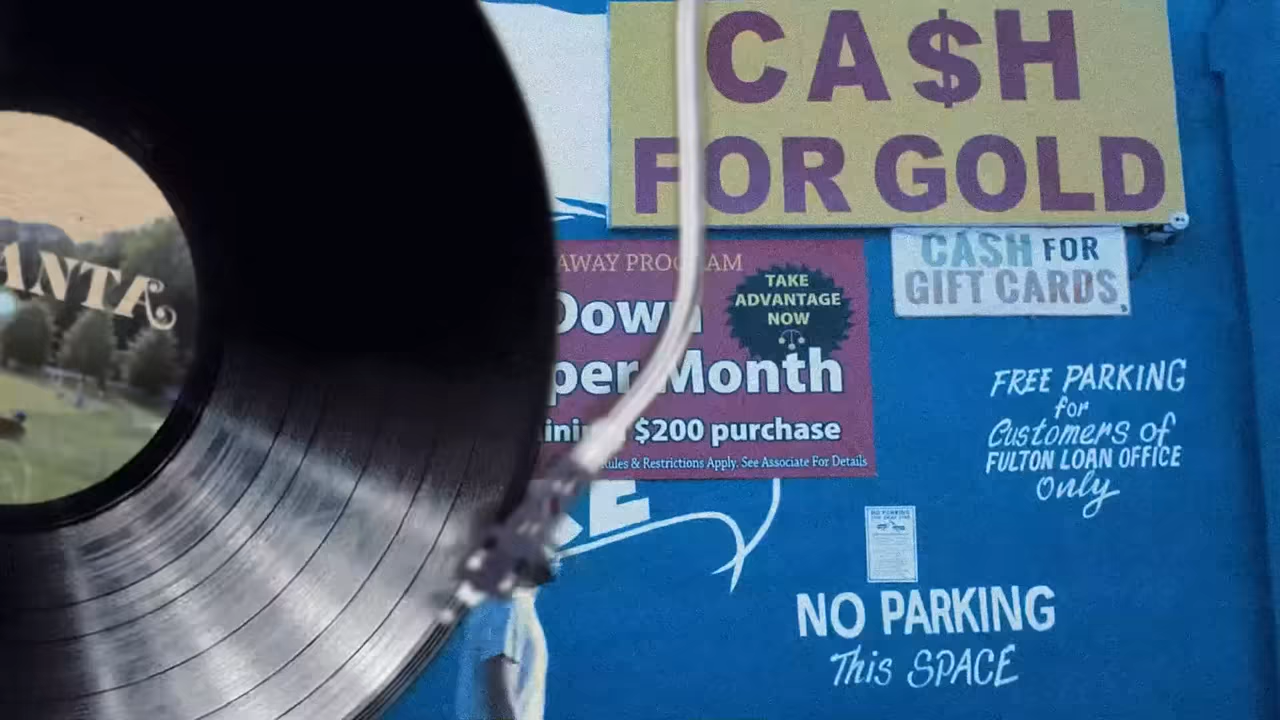 CA$H
FOR GOLD
CASH FOR
GIFT CARDS
AWAY PROGRAM
TAKE
ADVANTAGE
NOW
Down
per Month
$200 purchase
Rules & Restrictions Apply. See Associate For Details
ANTA
FREE PARKING
for
Customers of
FULTON LOAN OFFICE
Only
NO PARKING
NO PARKING
This SPACE